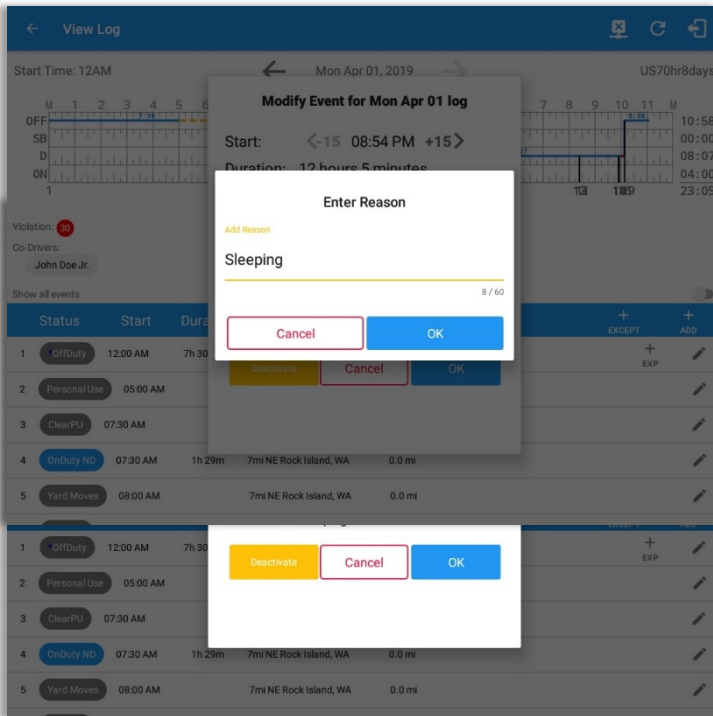 View Log
Start Time: 12AM Mon Apr 01, 2019 US70hr8days
Modify Event for Mon Apr 01 log
M 1 2 3 4 5 6 7 8 9 10 11 M
7:30 0:50
OFF 10:58
SB 00:00
D 08:07
ON 04:00
1 23:05
Start: -15 08:54 PM +15
Duration: 12 hours 5 minutes
Enter Reason
Add Reason
Sleeping
8 / 60
Cancel OK
Violation: 30
Co-Drivers:
John Doe Jr.
Show all events
Status Start Dura + EXCEPT + ADD
Deactivate Cancel OK
1 OffDuty 12:00 AM 7h 30 + EXP
2 Personal Use 05:00 AM
3 ClearPU 07:30 AM
4 OnDuty ND 07:30 AM 1h 29m 7mi NE Rock Island, WA 0.0 mi
5 Yard Moves 08:00 AM 7mi NE Rock Island, WA 0.0 mi
Deactivate Cancel OK
1 OffDuty 12:00 AM 7h 30 + EXP
2 Personal Use 05:00 AM
3 ClearPU 07:30 AM
4 OnDuty ND 07:30 AM 1h 29m 7mi NE Rock Island, WA 0.0 mi
5 Yard Moves 08:00 AM 7mi NE Rock Island, WA 0.0 mi